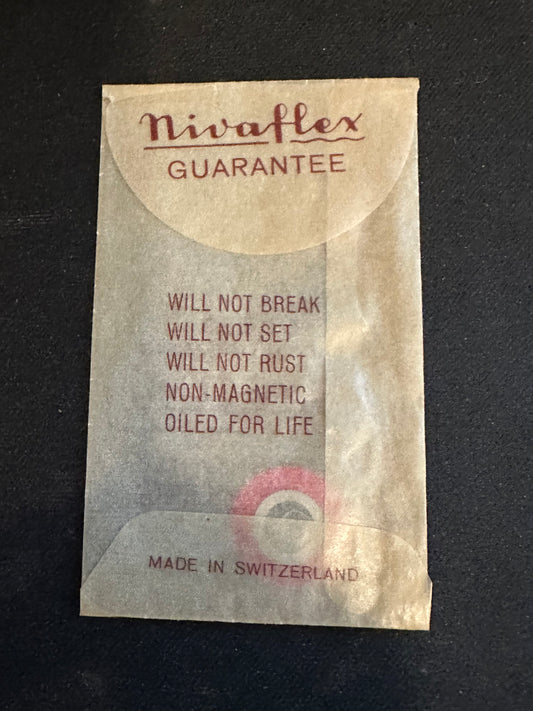 Nivaflex
GUARANTEE
WILL NOT BREAK
WILL NOT SET
WILL NOT RUST
NON-MAGNETIC
OILED FOR LIFE
MADE IN SWITZERLAND